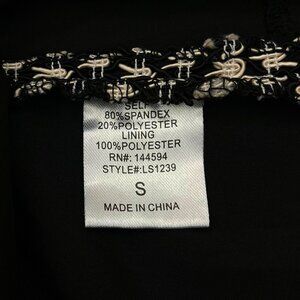 SELF
80%SPANDEX
20%POLYESTER
LINING
100%POLYESTER
RN#: 144594
STYLE#:LS1239
S
MADE IN CHINA